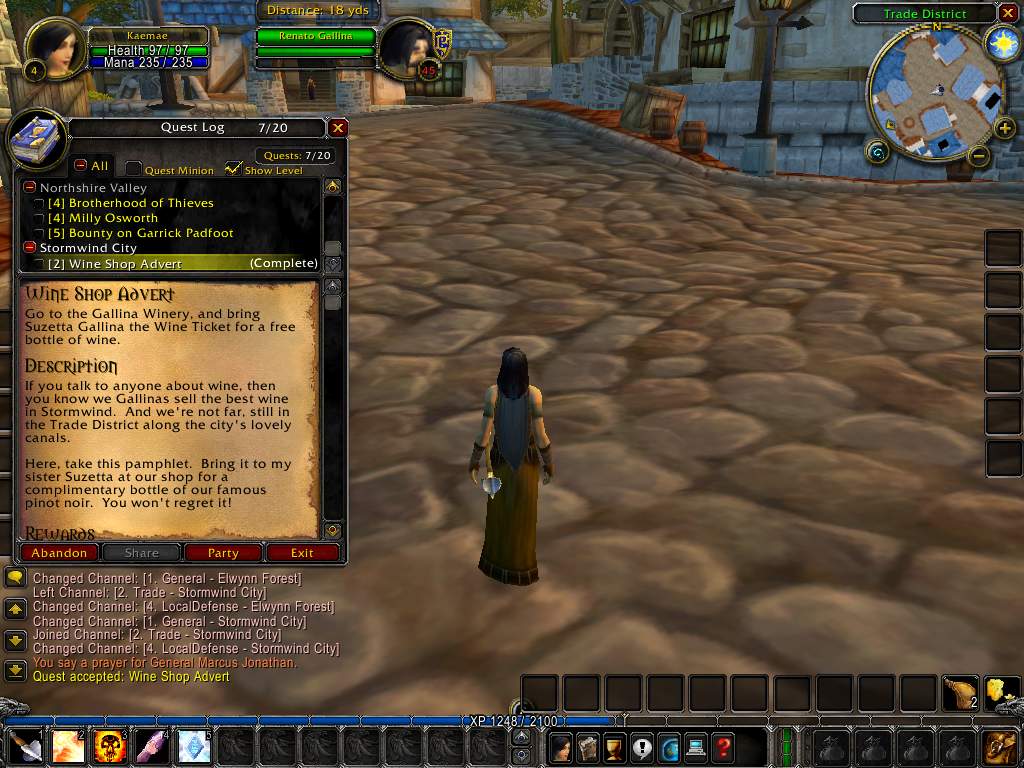 Distance: 18 yds
Kaemae
Health 97 / 97
Mana 235 / 235
4
Renato Gallina
45
Trade District
N
Quest Log 7/20
Quests: 7/20
All
Quest Minion
Show Level
Northshire Valley
[4] Brotherhood of Thieves
[4] Milly Osworth
[5] Bounty on Garrick Padfoot
Stormwind City
[2] Wine Shop Advert (Complete)
Wine Shop Advert
Go to the Gallina Winery, and bring
Suzetta Gallina the Wine Ticket for a free
bottle of wine.
Description
If you talk to anyone about wine, then
you know we Gallinas sell the best wine
in Stormwind. And we're not far, still in
the Trade District along the city's lovely
canals.
Here, take this pamphlet. Bring it to my
sister Suzetta at our shop for a
complimentary bottle of our famous
pinot noir. You won't regret it!
Rewards
Abandon
Share
Party
Exit
Changed Channel: [1. General - Elwynn Forest]
Left Channel: [2. Trade - Stormwind City]
Changed Channel: [4. LocalDefense - Elwynn Forest]
Changed Channel: [1. General - Stormwind City]
Joined Channel: [2. Trade - Stormwind City]
Changed Channel: [4. LocalDefense - Stormwind City]
You say a prayer for General Marcus Jonathan.
Quest accepted: Wine Shop Advert
2
XP 1248 / 2100
2
4
5